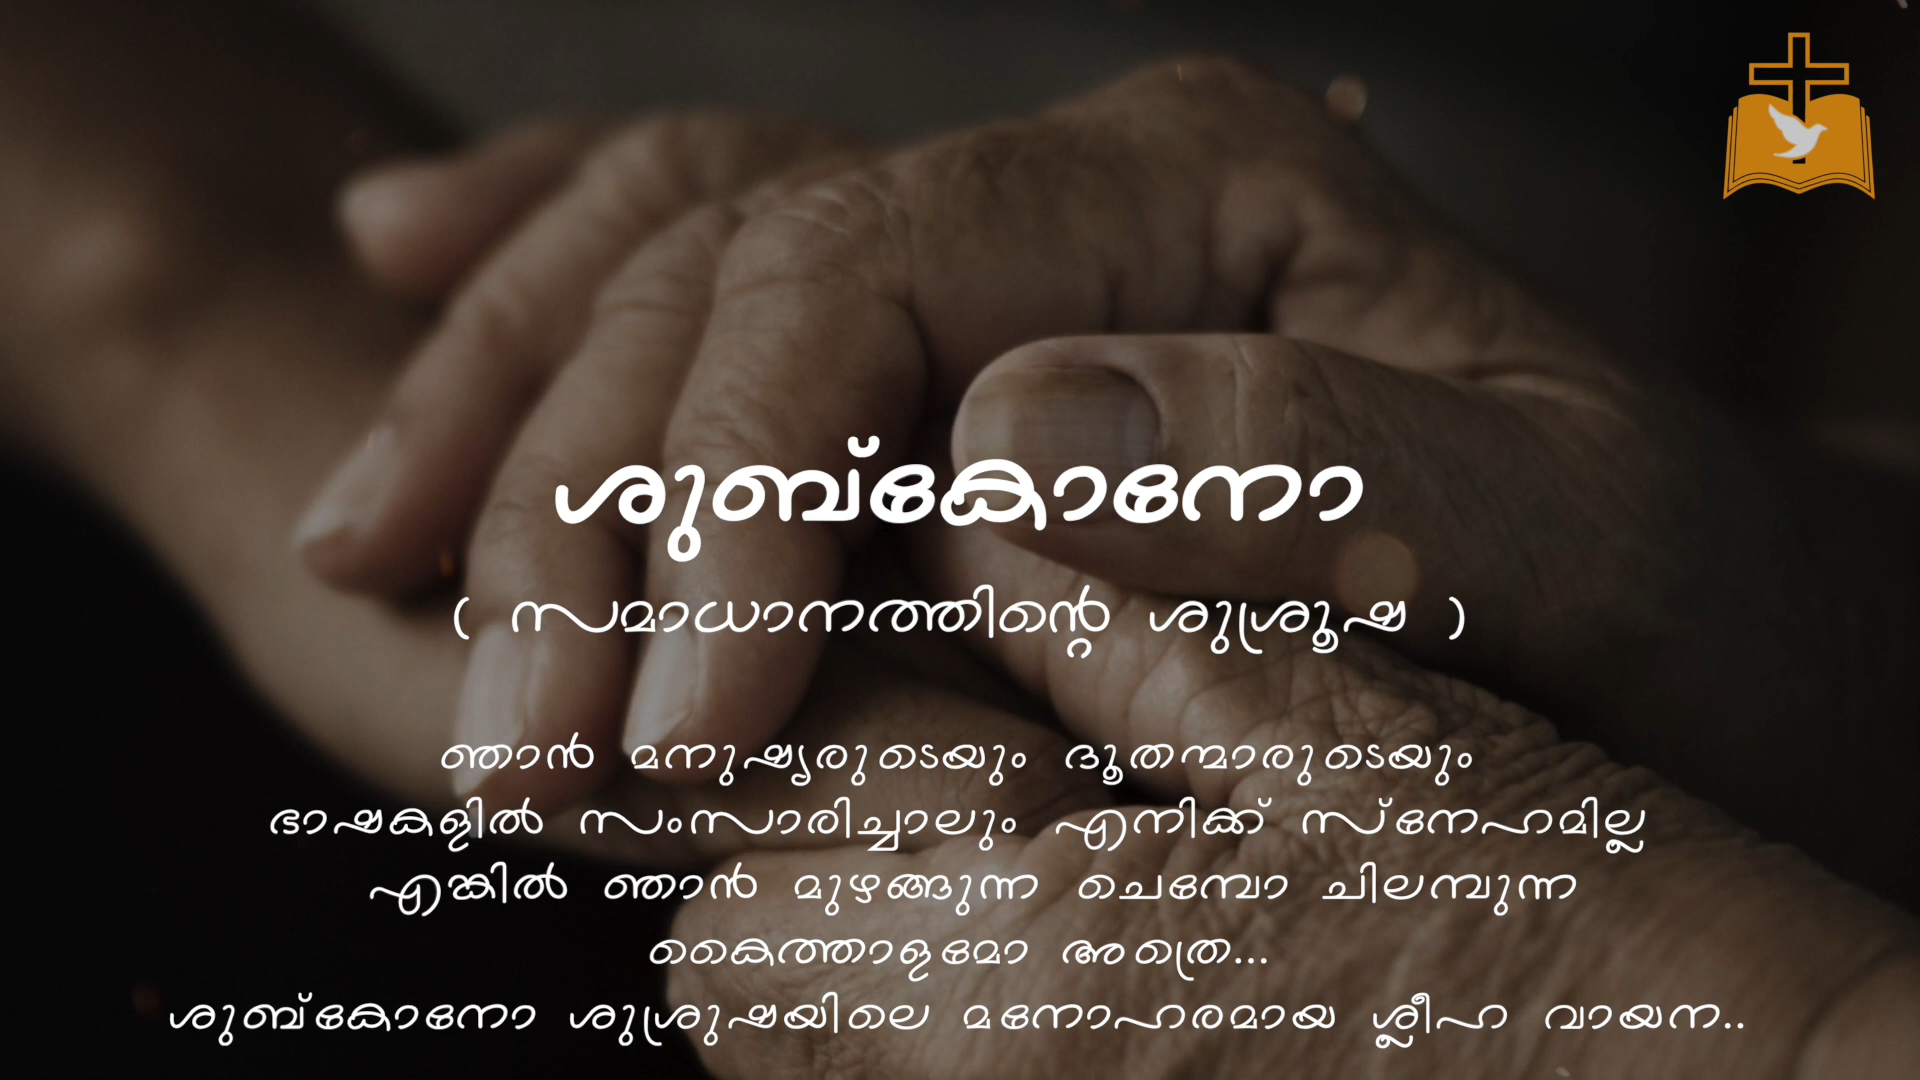 ശുബ്കോനോ
( സമാധാനത്തിന്റെ ശുശ്രൂഷ )
ഞാൻ മനുഷ്യരുടെയും ദൂതന്മാരുടെയും
ഭാഷകളിൽ സംസാരിച്ചാലും എനിക്ക് സ്നേഹമില്ല
എങ്കിൽ ഞാൻ മുഴങ്ങുന്ന ചെമ്പോ ചിലമ്പുന്ന
കൈത്താളമോ അത്രെ...
ശുബ്കോനോ ശുശ്രുഷയിലെ മനോഹരമായ ശ്ലീഹ വായന..